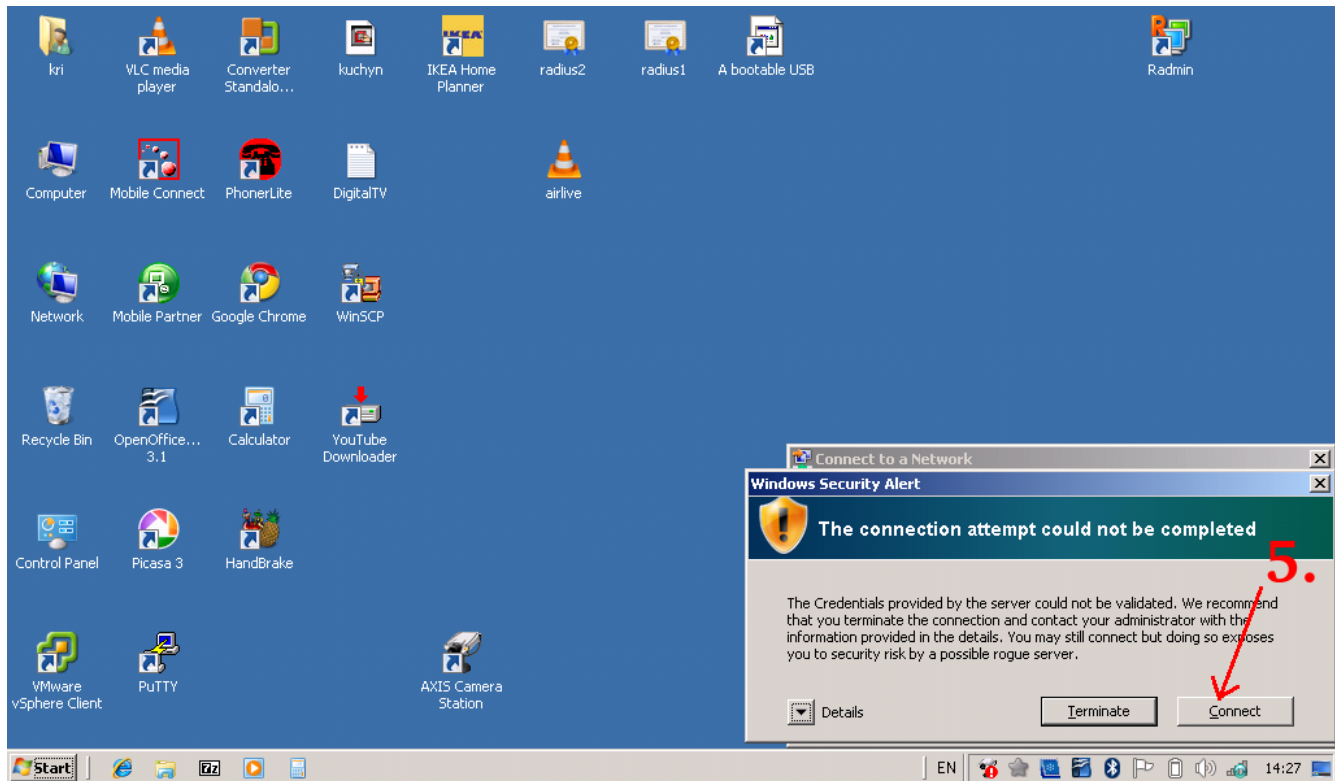 kri
VLC media
player
Converter
Standalo...
kuchyn
IKEA
IKEA Home
Planner
radius2
radius1
A bootable USB
Radmin
Computer
Mobile Connect
PhonerLite
DigitalTV
airlive
Network
Mobile Partner
Google Chrome
WinSCP
Recycle Bin
OpenOffice...
3.1
Calculator
YouTube
Downloader
Control Panel
Picasa 3
HandBrake
VMware
vSphere Client
PuTTY
AXIS Camera
Station
Connect to a Network
Windows Security Alert
The connection attempt could not be completed
5.
The Credentials provided by the server could not be validated. We recommend
that you terminate the connection and contact your administrator with the
information provided in the details. You may still connect but doing so exposes
you to security risk by a possible rogue server.
Details
Terminate
Connect
Start
EN
14:27